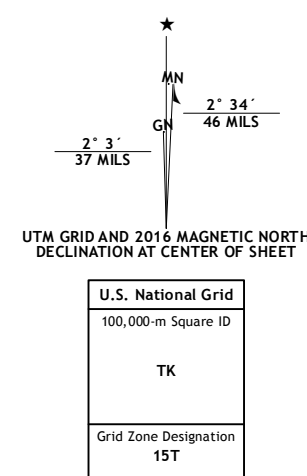 ★
MN
GN
2° 34´
46 MILS
2° 3´
37 MILS
UTM GRID AND 2016 MAGNETIC NORTH
DECLINATION AT CENTER OF SHEET
U.S. National Grid
100,000-m Square ID
TK
Grid Zone Designation
15T